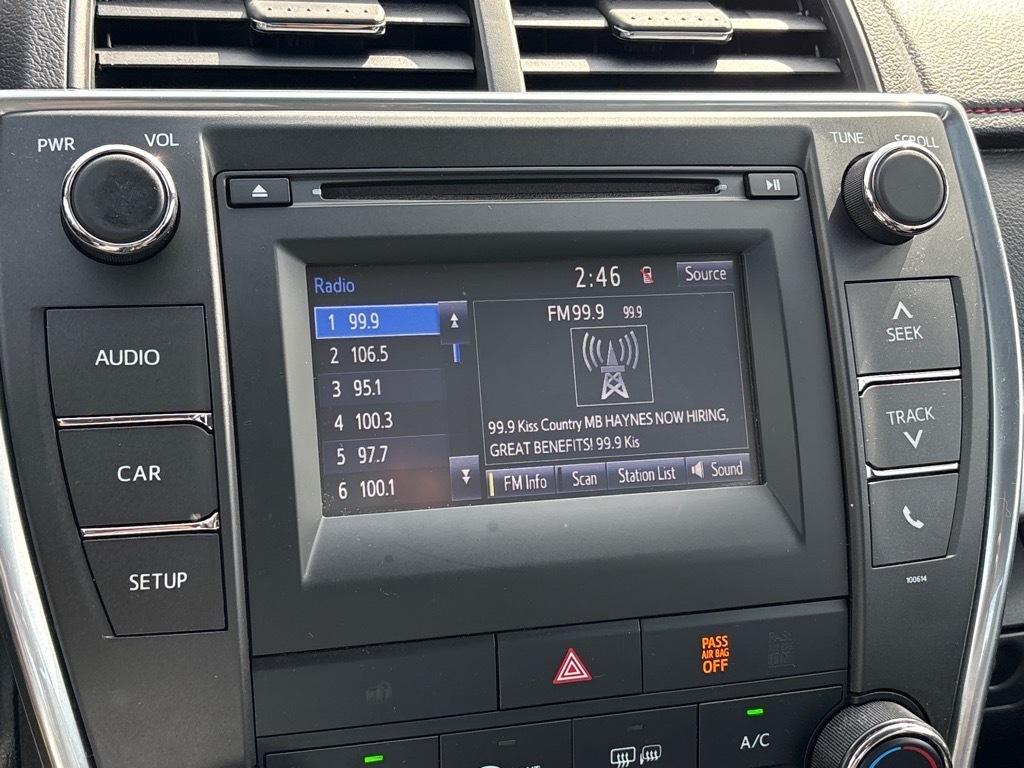 PWR
VOL
TUNE
SCROLL
Radio
2:46
Source
1 99.9
2 106.5
3 95.1
4 100.3
5 97.7
6 100.1
FM 99.9 99.9
99.9 Kiss Country MB HAYNES NOW HIRING,
GREAT BENEFITS! 99.9 Kis
FM Info
Scan
Station List
Sound
AUDIO
CAR
SETUP
SEEK
TRACK
100614
PASS
AIR BAG
OFF
A/C